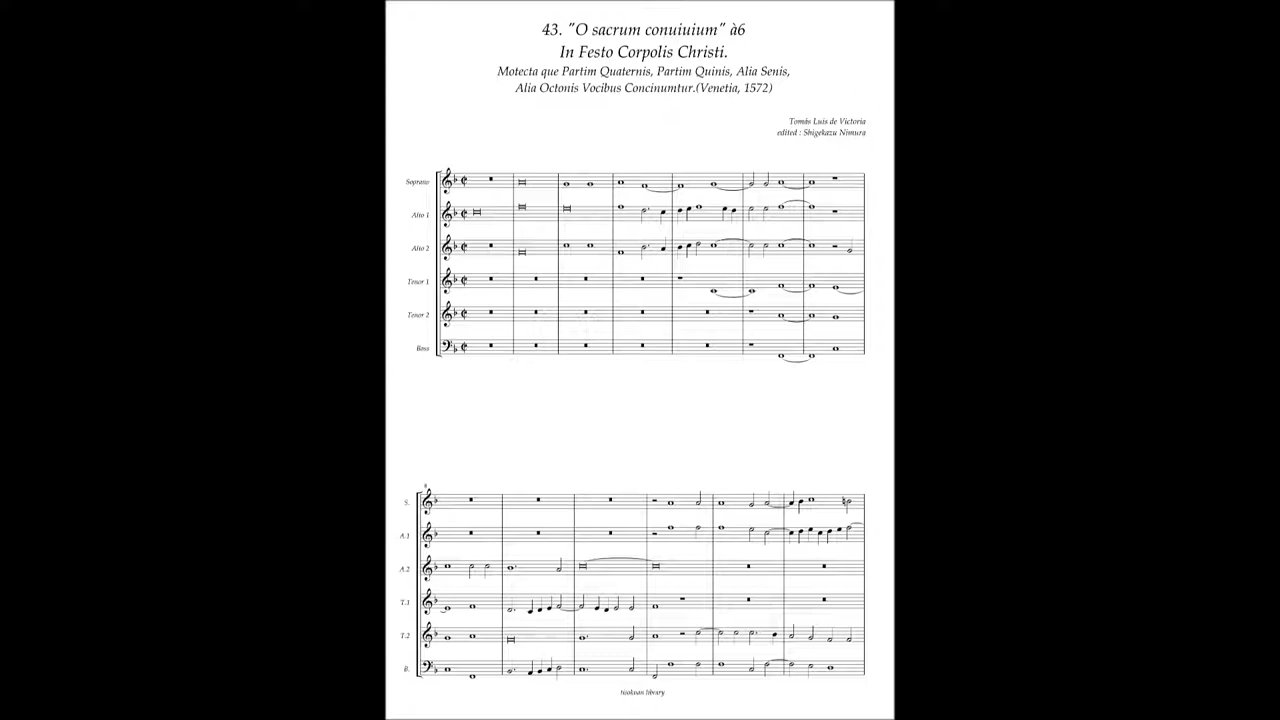 43. "O sacrum conuiuium" à6
In Festo Corpolis Christi.
Motecta que Partim Quaternis, Partim Quinis, Alia Senis,
Alia Octonis Vocibus Concinumtur.(Venetia, 1572)
Tomás Luis de Victoria
edited : Shigekazu Nimura
Soprano
Alto 1
Alto 2
Tenor 1
Tenor 2
Bass
8
S.
A.1
A.2
T.1
T.2
B.
library